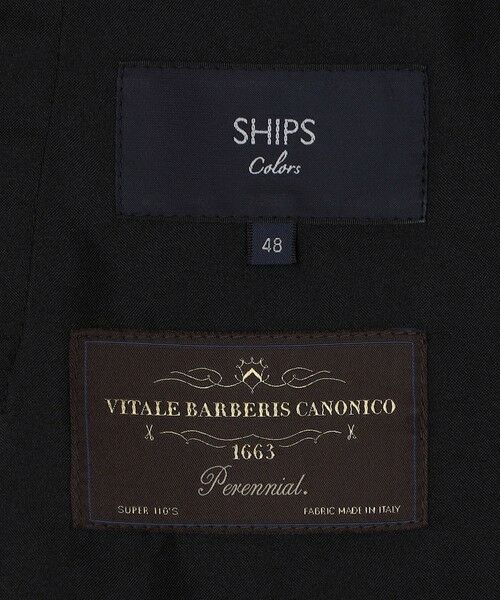 SHIPS
Colors
48
VITALE BARBERIS CANONICO
1663
Perennial.
SUPER 110'S FABRIC MADE IN ITALY